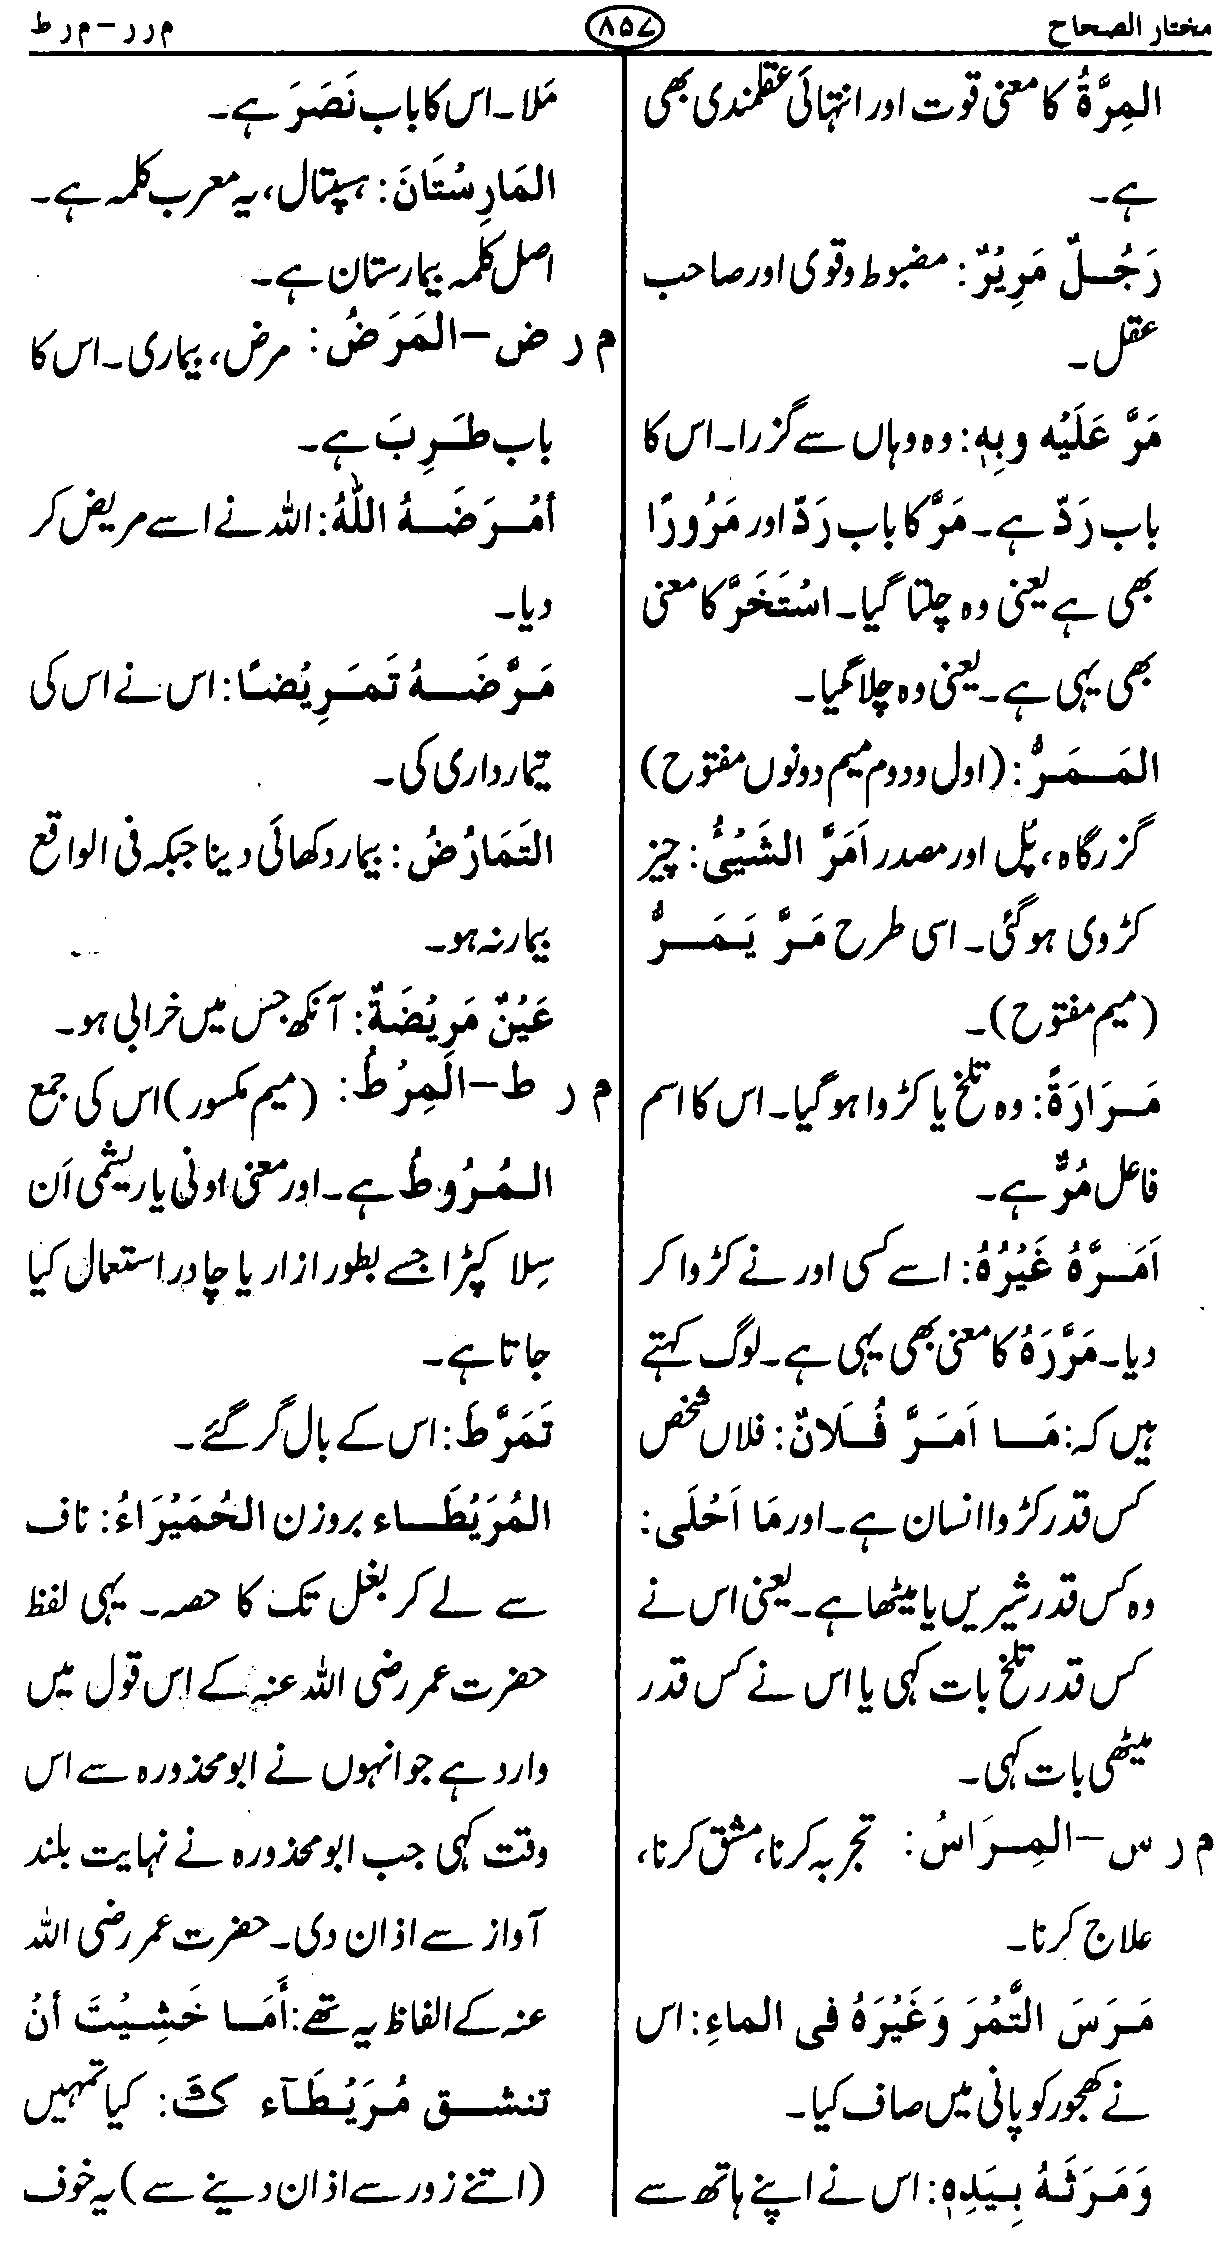 مختار الصحاح
۸۵۷
م ر ر – م ر ط
المِرَّةُ کا معنی قوت اور انتہائی عقلمندی بھی
ہے۔
رَجُلٌ مَرِیْرٌ: مضبوط و قوی اور صاحب
عقل۔
مَرَّ عَلَیْه وبِهٖ: وہ وہاں سے گزرا۔ اس کا
باب رَدّ ہے۔ مَرَّ کا باب رَدّ اور مَرُورًا
بھی ہے یعنی وہ چلتا گیا۔ اسْتَخَرَّ کا معنی
بھی یہی ہے۔ یعنی وہ چلا گیا۔
المَمَرُّ: (اول و دوم میم دونوں مفتوح)
گزرگاہ، پُل اور مصدر اَمَرَّ الشَیْئُ: چیز
کڑوی ہوگئی۔ اسی طرح مَرَّ یَمَرُّ
(میم مفتوح)۔
مَرَارَةً: وہ تلخ یا کڑوا ہوگیا۔ اس کا اسم
فاعل مُرٌّ ہے۔
اَمَرَّهُ غَیْرُهُ: اسے کسی اور نے کڑوا کر
دیا۔ مَرَّرَهُ کا معنی بھی یہی ہے۔ لوگ کہتے
ہیں کہ: مَا اَمَرَّ فُلَانٌ: فلاں شخص
کس قدر کڑوا انسان ہے۔ اور مَا اَحْلَی:
وہ کس قدر شیریں یا میٹھا ہے۔ یعنی اس نے
کس قدر تلخ بات کہی یا اس نے کس قدر
میٹھی بات کہی۔
م ر س – المِرَاسُ: تجربہ کرنا، مشق کرنا،
علاج کرنا۔
مَرَسَ التَّمْرَ وَغَیْرَهُ فی الماءِ: اس
نے کھجور کو پانی میں صاف کیا۔
وَمَرَثَهُ بِیَدِهٖ: اس نے اپنے ہاتھ سے
مَلا۔ اس کا باب نَصَرَ ہے۔
المَارِسْتَانَ: ہسپتال، یہ معرب کلمہ ہے۔
اصل کلمہ بیمارستان ہے۔
م ر ض – المَرَضُ: مرض، بیماری۔ اس کا
باب طَرِبَ ہے۔
أمْرَضَهُ اللّٰهُ: اللہ نے اسے مریض کر
دیا۔
مَرَّضَهُ تَمَرِیْضًا: اس نے اس کی
تیمارداری کی۔
التَمَارُضُ: بیمار دکھائی دینا جبکہ فی الواقع
بیمار نہ ہو۔
عَیْنٌ مَرِیْضَةٌ: آنکھ جس میں خرابی ہو۔
م ر ط – المِرْطُ: (میم مکسور) اس کی جمع
المُرُوطُ ہے۔ اور معنی اونی یا ریشمی اَن
سِلا کپڑا جسے بطور ازار یا چادر استعمال کیا
جاتا ہے۔
تَمَرَّطَ: اس کے بال گر گئے۔
المُرَیْطَاء بروزن الحُمَیْرَاءُ: ناف
سے لے کر بغل تک کا حصہ۔ یہی لفظ
حضرت عمر رضی اللہ عنہ کے اس قول میں
وارد ہے جو انہوں نے ابو محذورہ سے اس
وقت کہی جب ابو محذورہ نے نہایت بلند
آواز سے اذان دی۔ حضرت عمر رضی اللہ
عنہ کے الفاظ یہ تھے: أَمَا خَشِیْتَ أنْ
تنشق مُرَیْطَآء کَ: کیا تمہیں
(اتنے زور سے اذان دینے سے) یہ خوف